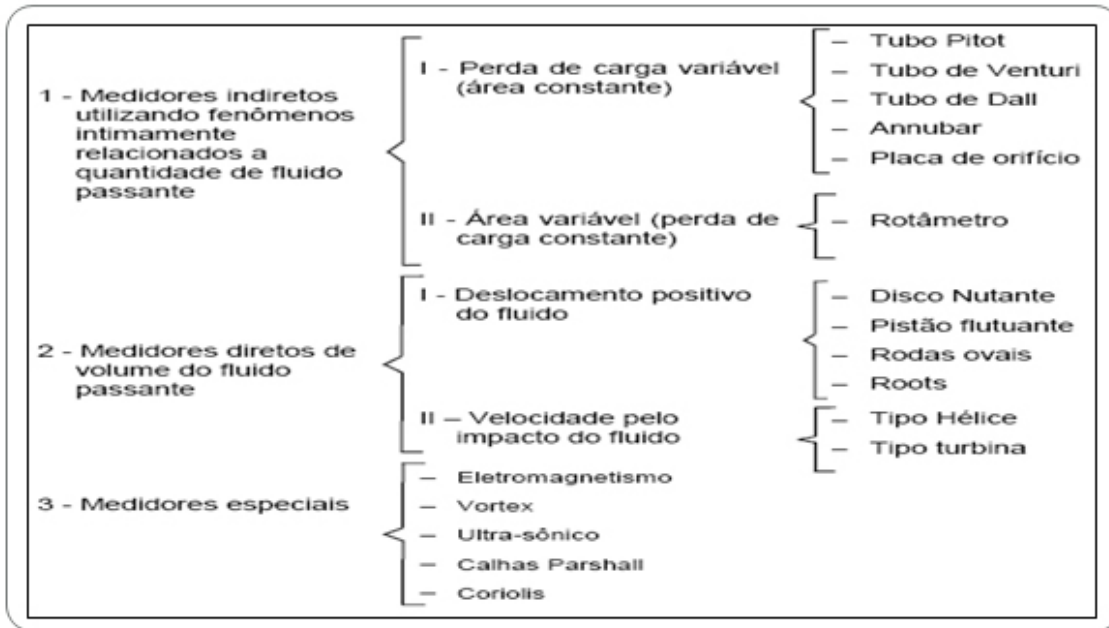 1 - Medidores indiretos
utilizando fenômenos
intimamente
relacionados a
quantidade de fluido
passante
I - Perda de carga variável
(área constante)
– Tubo Pitot
– Tubo de Venturi
– Tubo de Dall
– Annubar
– Placa de orifício
II - Área variável (perda de
carga constante)
– Rotâmetro
2 - Medidores diretos de
volume do fluido
passante
I - Deslocamento positivo
do fluido
– Disco Nutante
– Pistão flutuante
– Rodas ovais
– Roots
II – Velocidade pelo
impacto do fluido
– Tipo Hélice
– Tipo turbina
3 - Medidores especiais
– Eletromagnetismo
– Vortex
– Ultra-sônico
– Calhas Parshall
– Coriolis